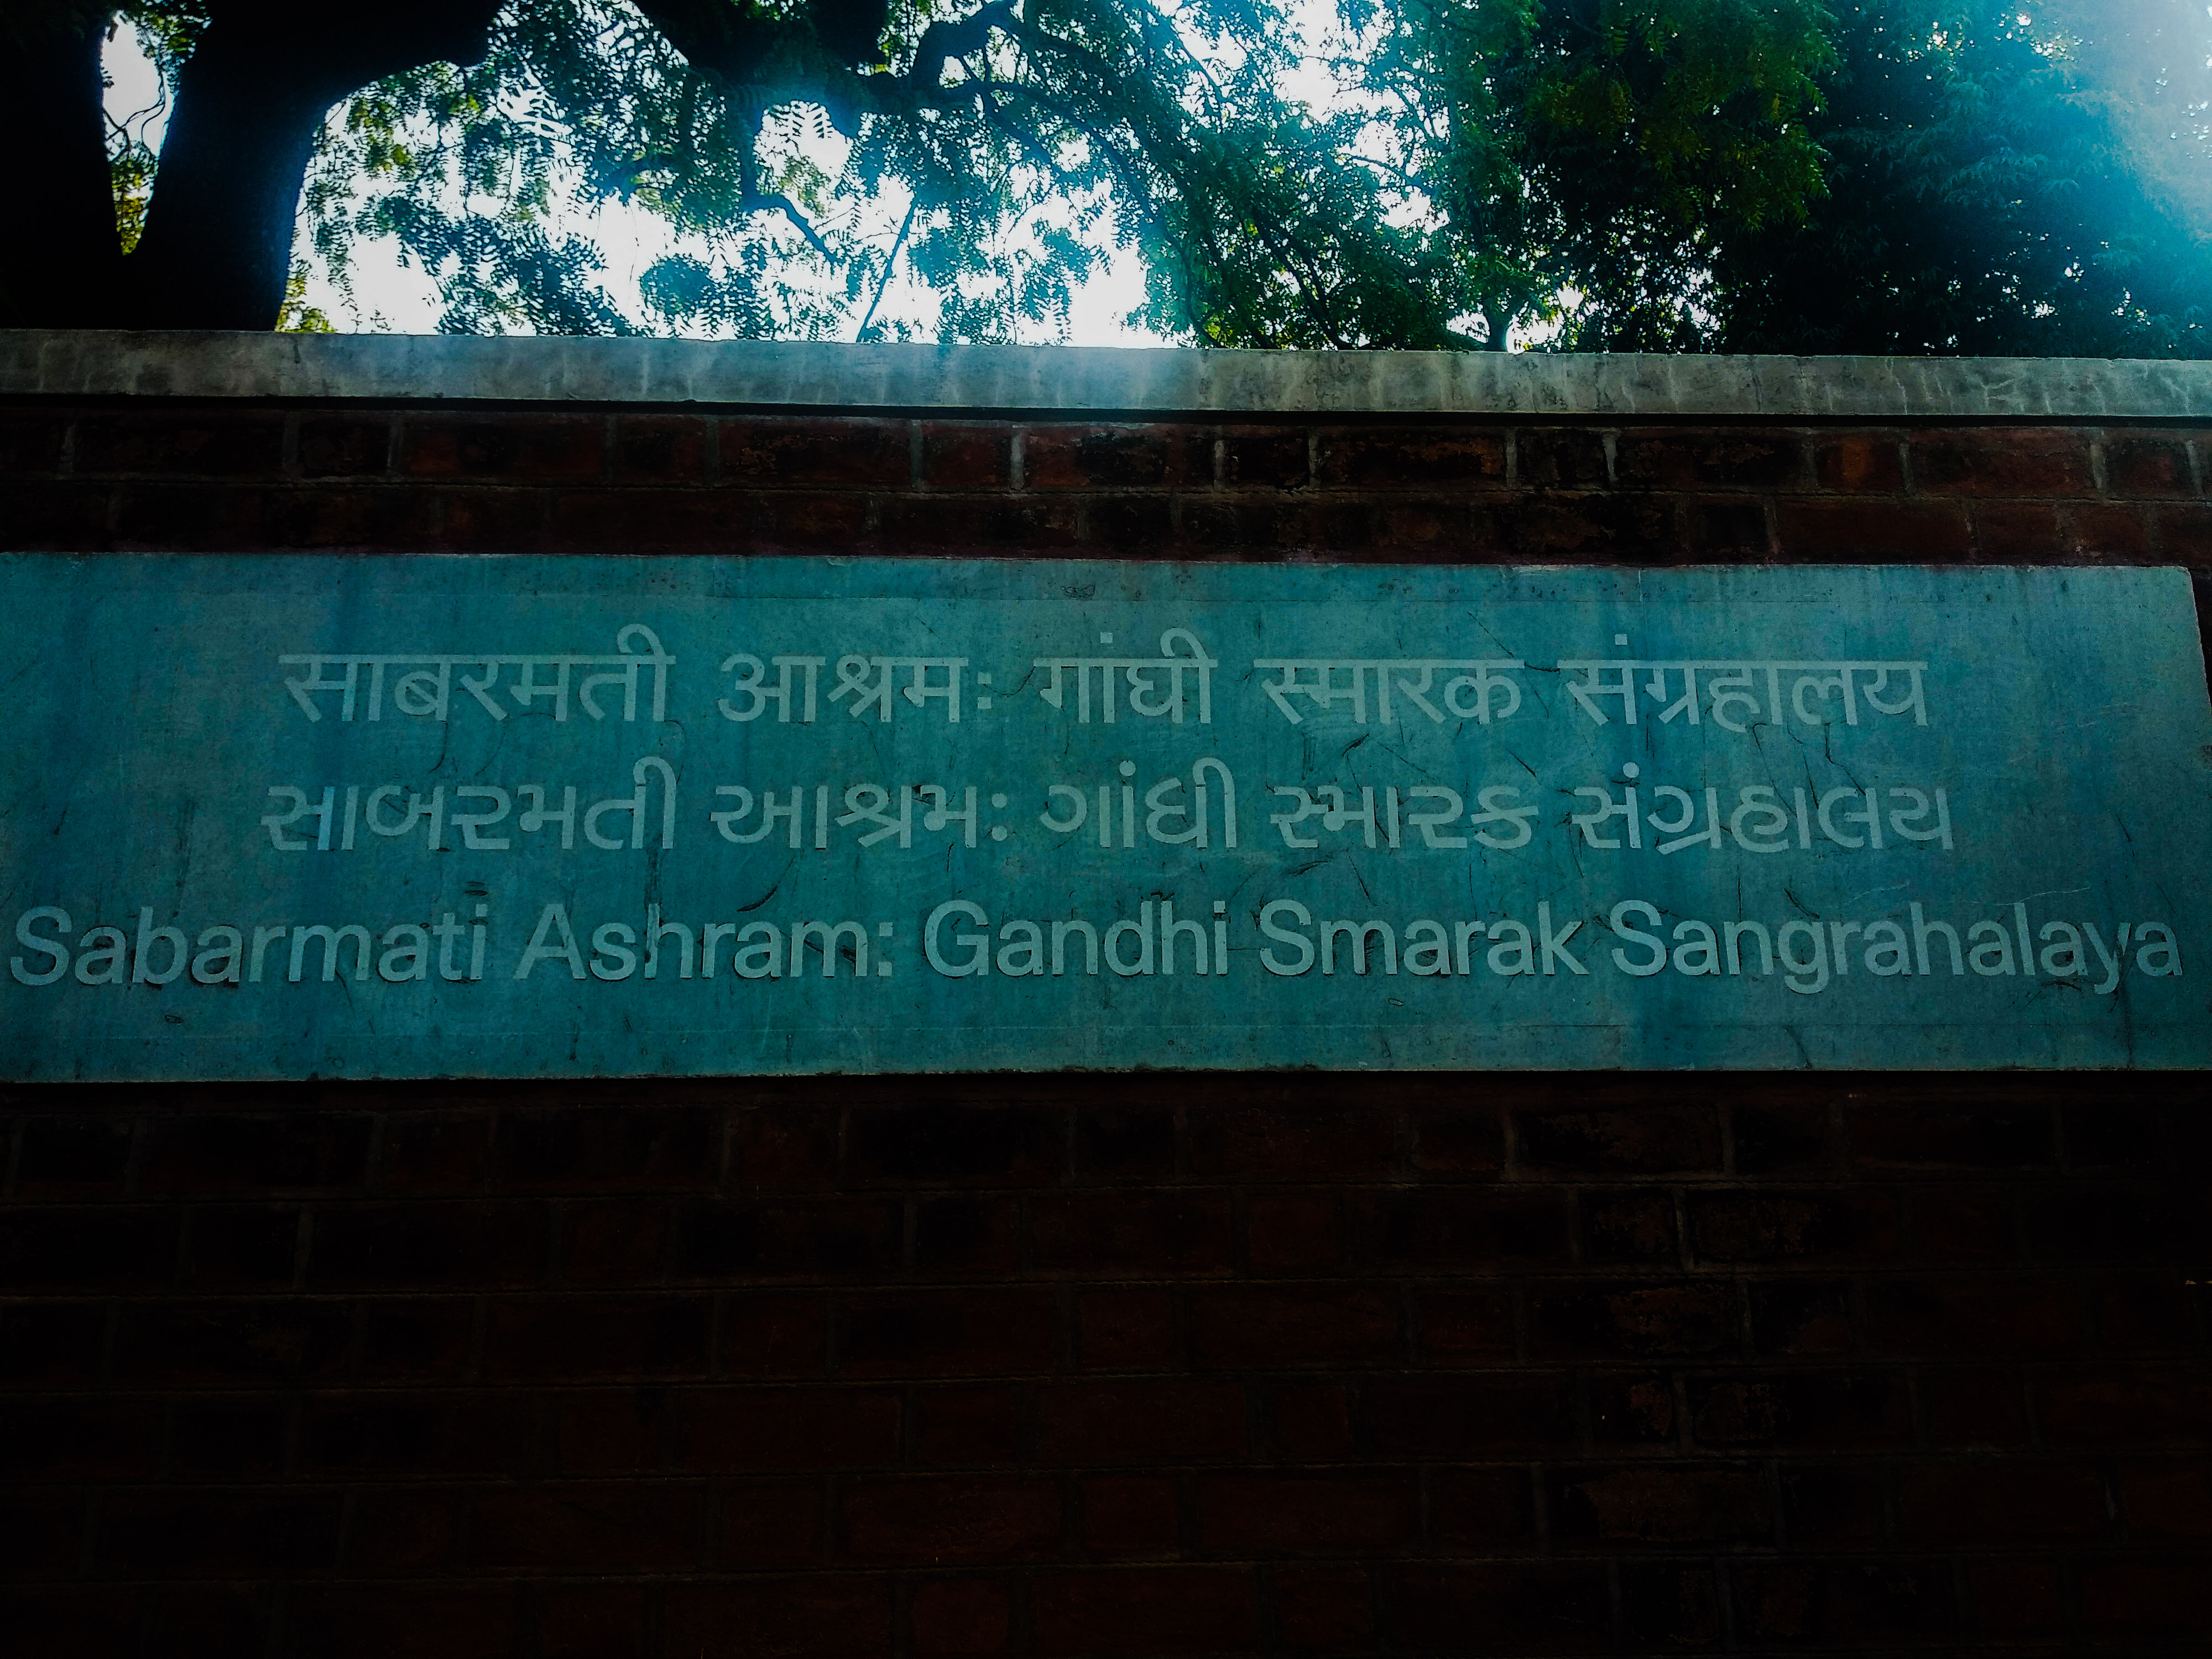 साबरमती आश्रम: गांधी स्मारक संग्रहालय
સાબરમતી આશ્રમ: ગાંધી સ્મારક સંગ્રહાલય
Sabarmati Ashram: Gandhi Smarak Sangrahalaya